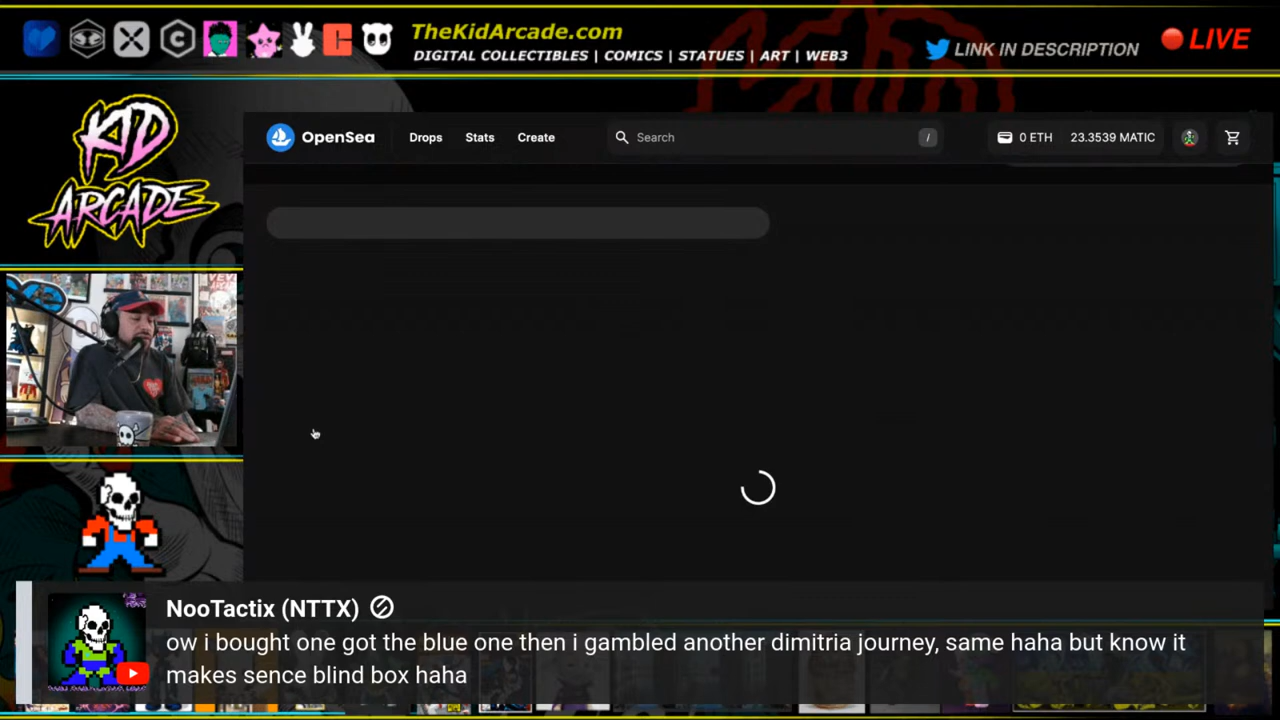 TheKidArcade.com
DIGITAL COLLECTIBLES | COMICS | STATUES | ART | WEB3
LINK IN DESCRIPTION
LIVE
KID
ARCADE
OpenSea
Drops
Stats
Create
Search
/
0 ETH
23.3539 MATIC
NooTactix (NTTX)
ow i bought one got the blue one then i gambled another dimitria journey, same haha but know it
makes sence blind box haha